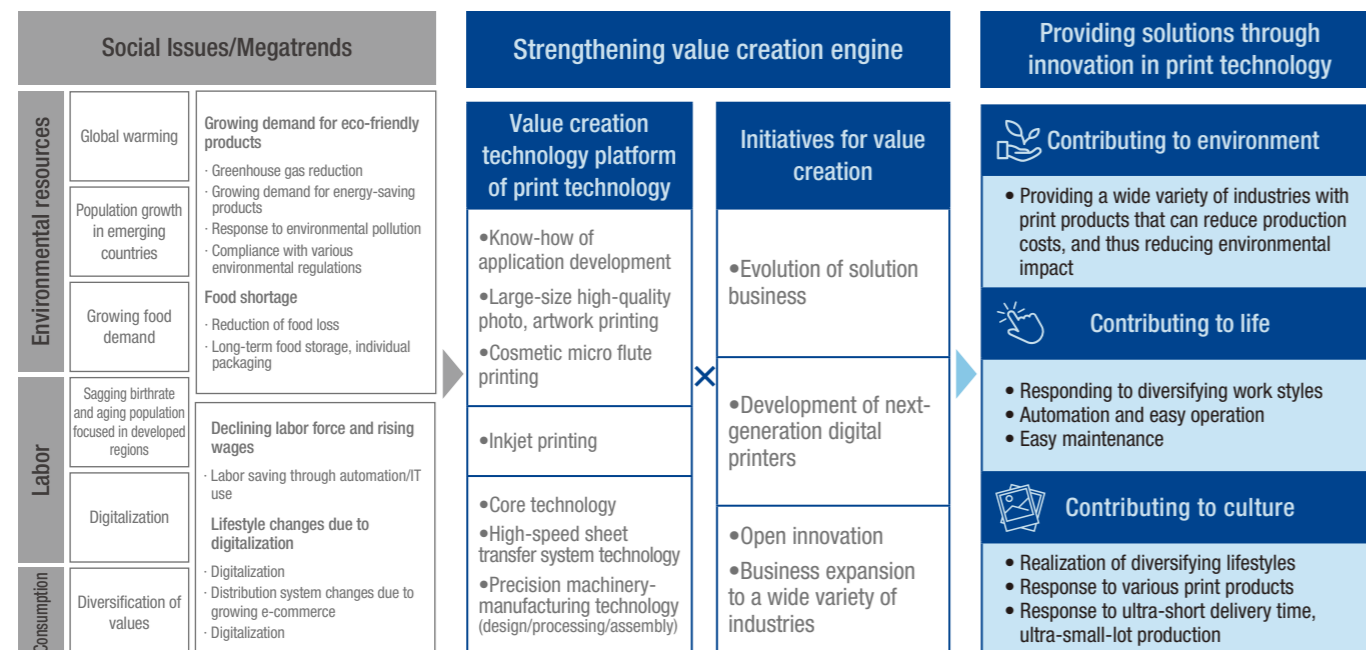 Social Issues/Megatrends
Environmental resources
Global warming
Population growth
in emerging
countries
Growing food
demand
Growing demand for eco-friendly
products
· Greenhouse gas reduction
· Growing demand for energy-saving
products
· Response to environmental pollution
· Compliance with various
environmental regulations
Food shortage
· Reduction of food loss
· Long-term food storage, individual
packaging
Labor
Sagging birthrate
and aging population
focused in developed
regions
Digitalization
Consumption
Diversification of
values
Declining labor force and rising
wages
· Labor saving through automation/IT
use
Lifestyle changes due to
digitalization
· Digitalization
· Distribution system changes due to
growing e-commerce
· Digitalization
Strengthening value creation engine
Value creation
technology platform
of print technology
•Know-how of
application development
•Large-size high-quality
photo, artwork printing
•Cosmetic micro flute
printing
•Inkjet printing
•Core technology
•High-speed sheet
transfer system technology
•Precision machinery-
manufacturing technology
(design/processing/assembly)
×
Initiatives for value
creation
•Evolution of solution
business
•Development of next-
generation digital
printers
•Open innovation
•Business expansion
to a wide variety of
industries
Providing solutions through
innovation in print technology
Contributing to environment
• Providing a wide variety of industries with
print products that can reduce production
costs, and thus reducing environmental
impact
Contributing to life
• Responding to diversifying work styles
• Automation and easy operation
• Easy maintenance
Contributing to culture
• Realization of diversifying lifestyles
• Response to various print products
• Response to ultra-short delivery time,
ultra-small-lot production